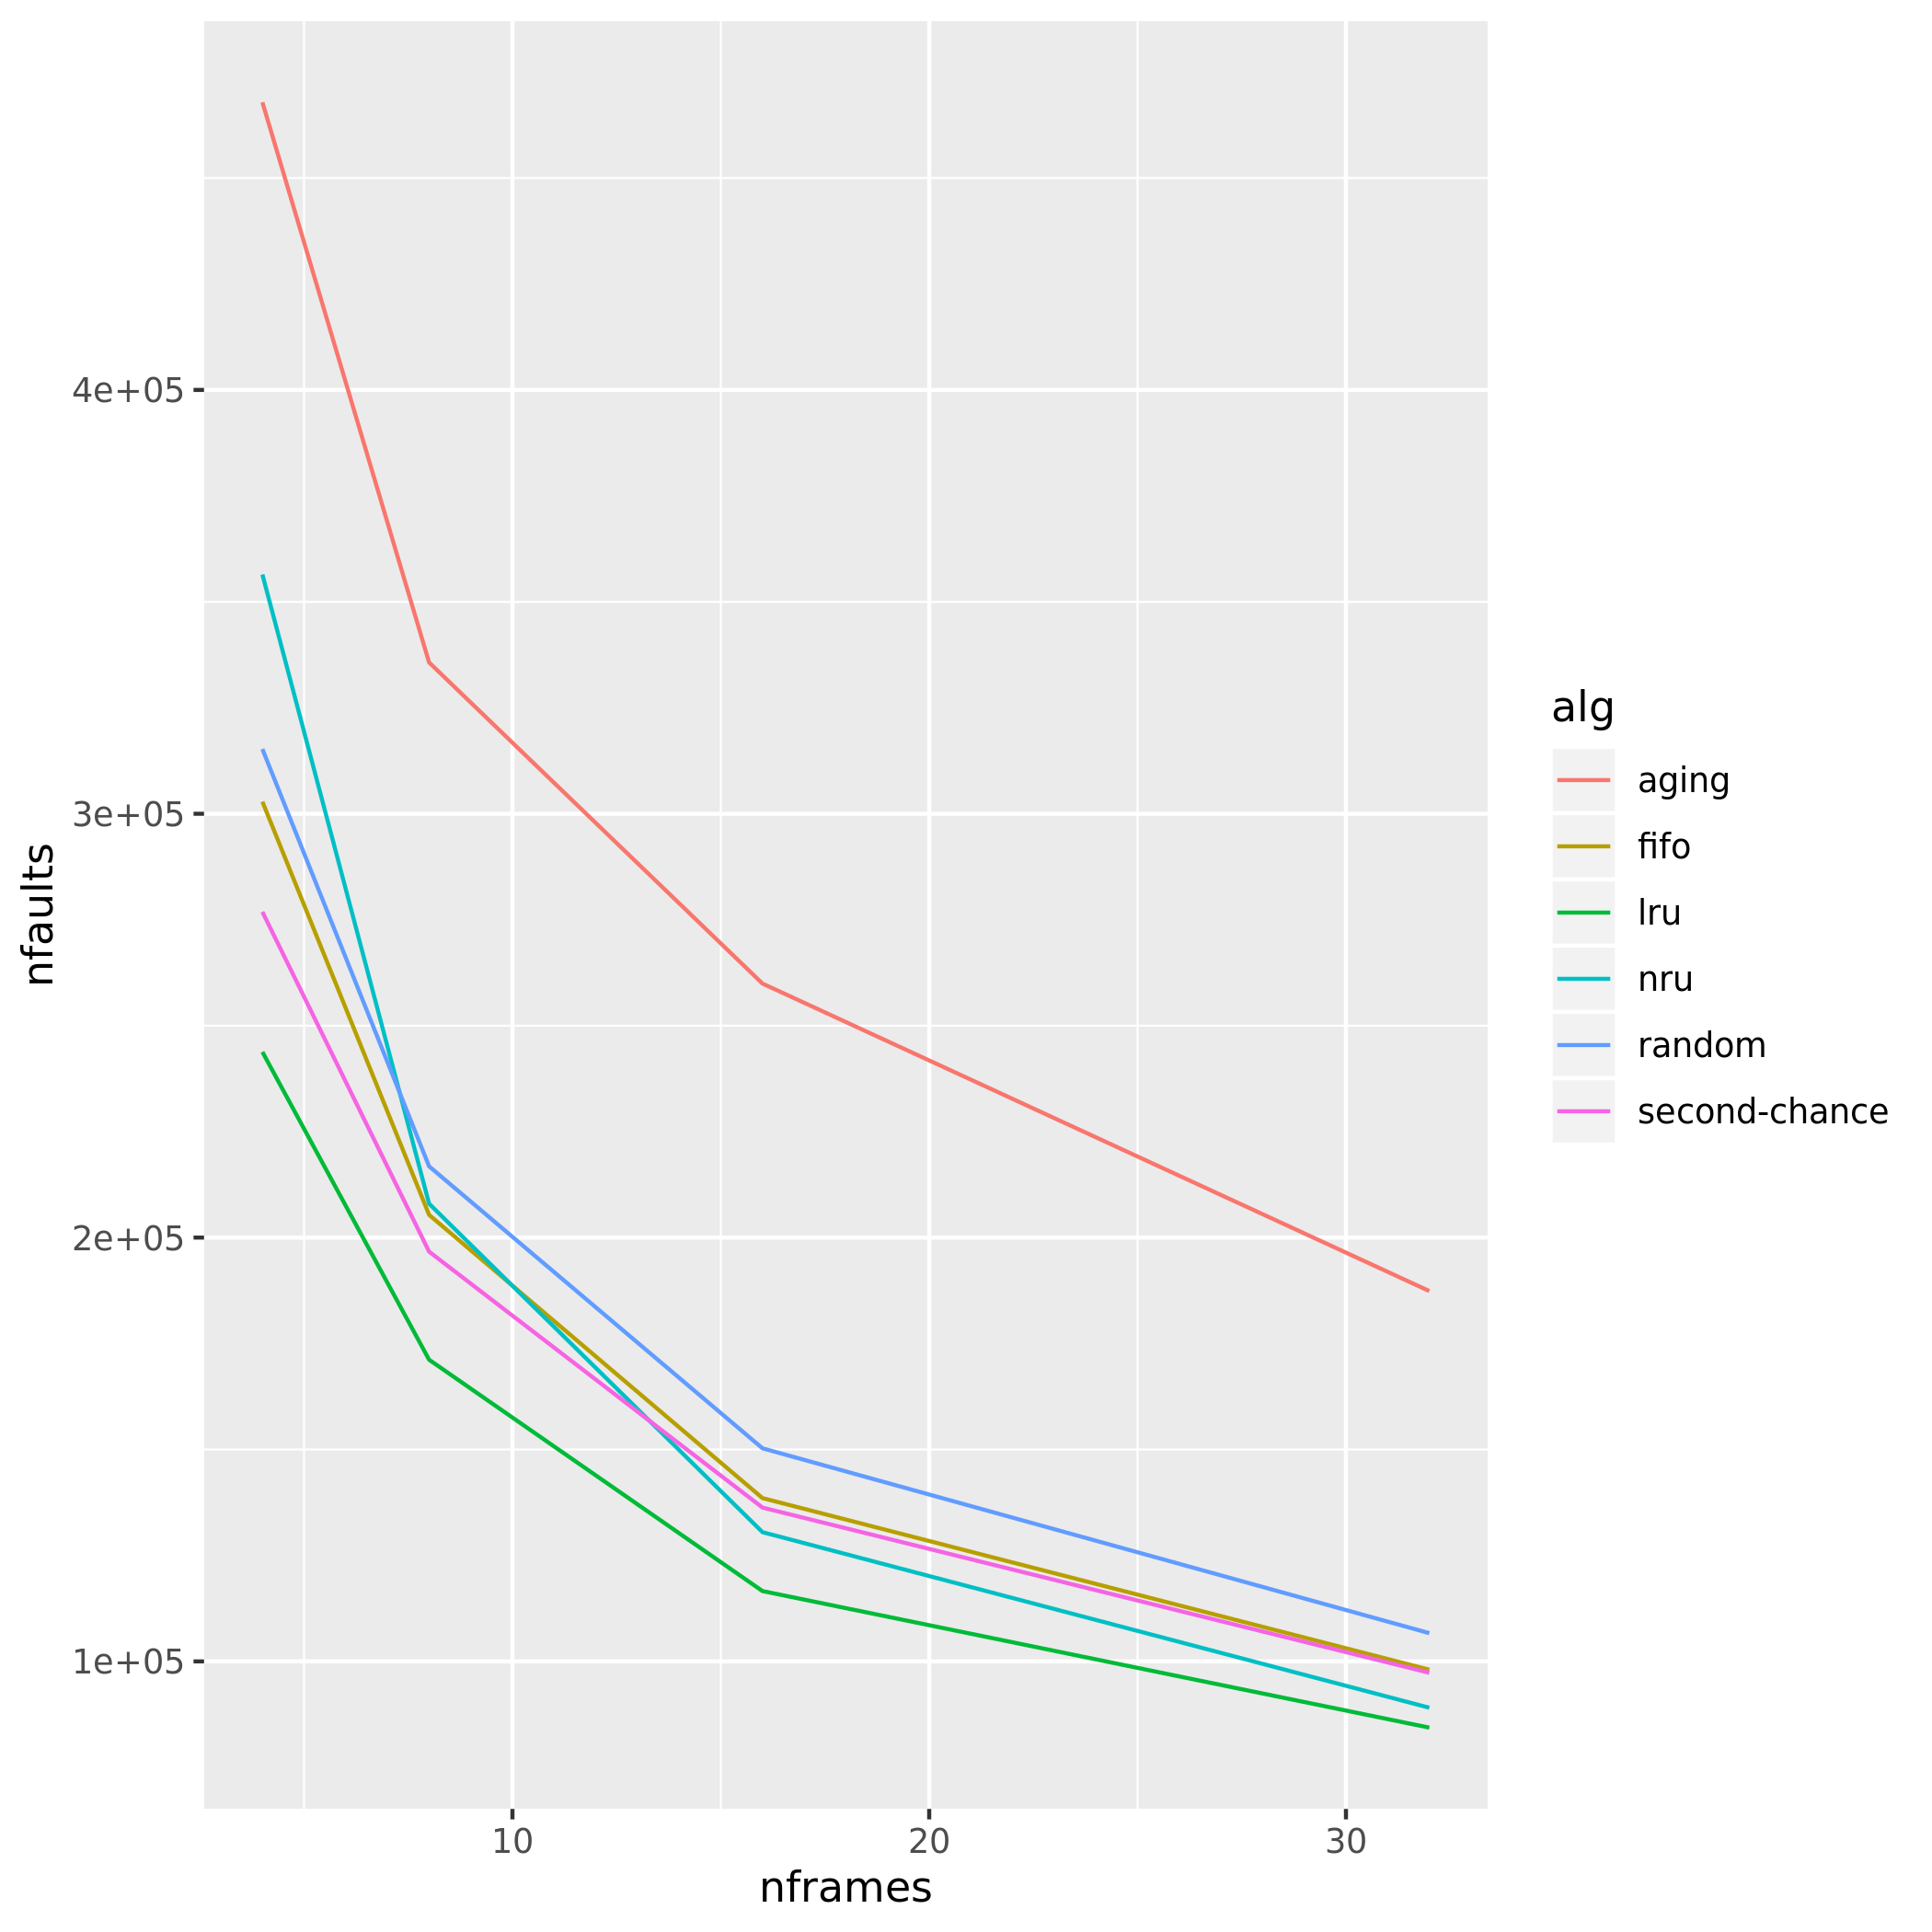 4e+05
3e+05
2e+05
1e+05
nfaults
10 20 30
nframes
alg
aging
fifo
lru
nru
random
second-chance